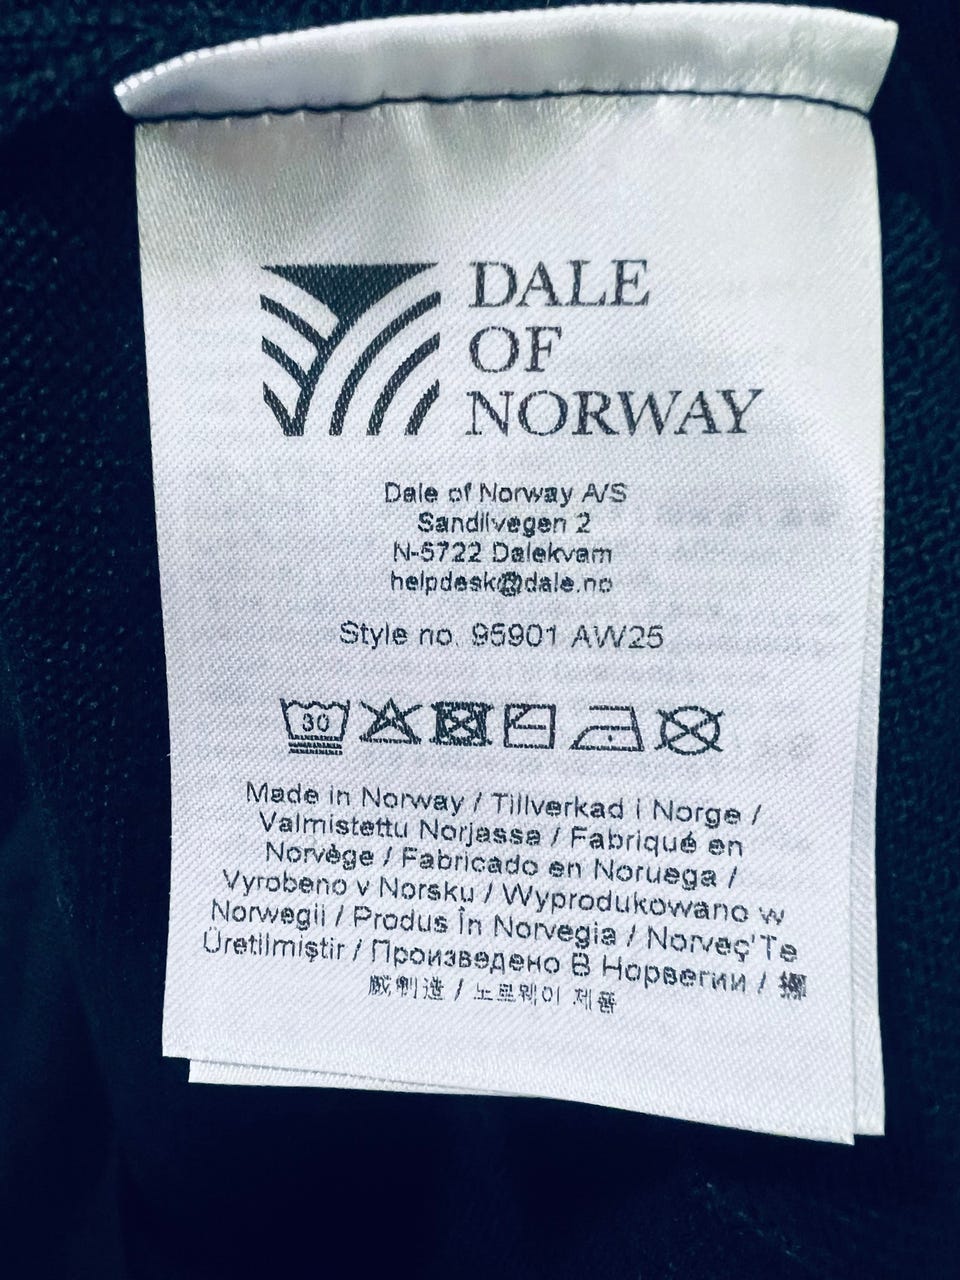 DALE
OF
NORWAY
Dale of Norway A/S
Sandlivegen 2
N-5722 Dalekvam
helpdesk@dale.no
Style no. 95901 AW25
30
Made in Norway / Tillverkad i Norge /
Valmistettu Norjassa / Fabriqué en
Norvège / Fabricado en Noruega /
Vyrobeno v Norsku / Wyprodukowano w
Norwegii / Produs În Norvegia / Norveç'Te
Üretilmiştir / Произведено В Норвегии / 挪
威制造 / 노르웨이 제품